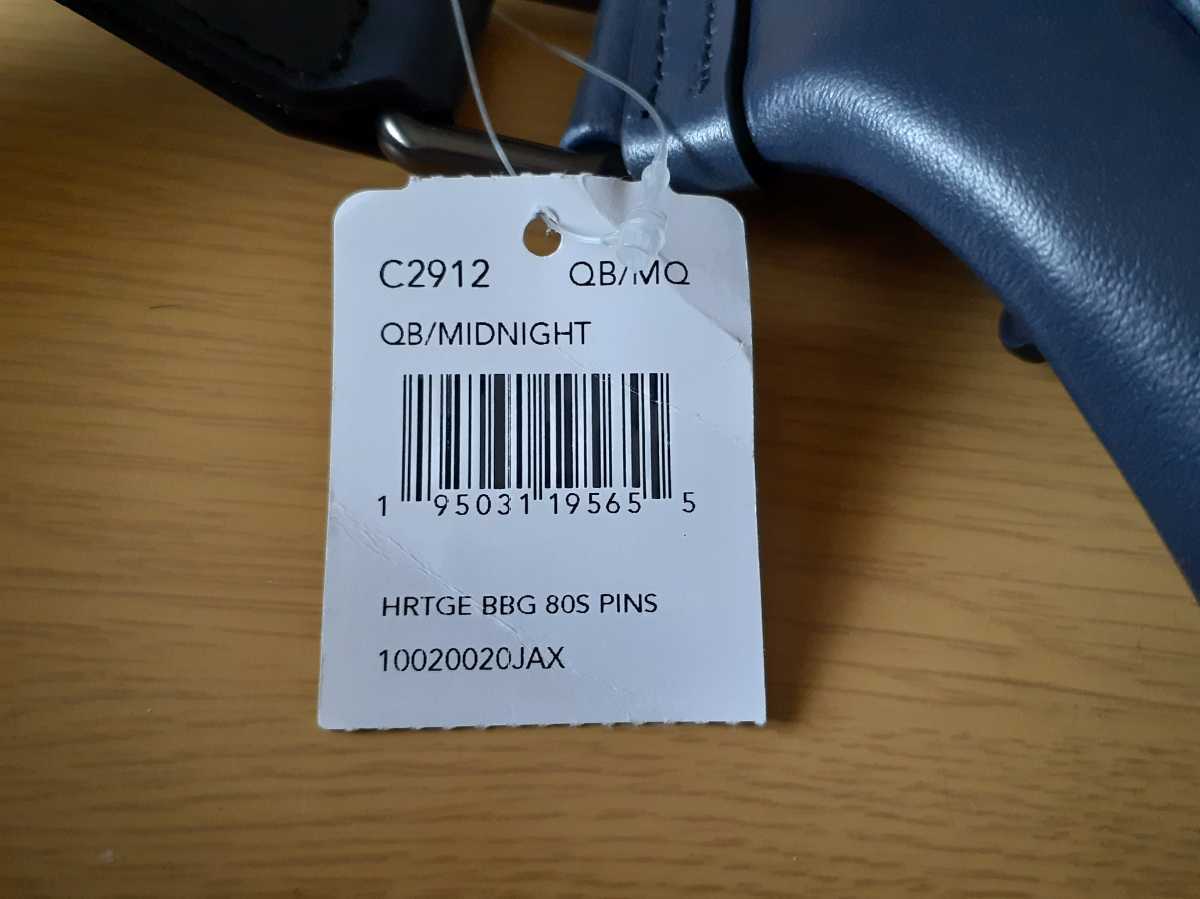 C2912 QB/MQ
QB/MIDNIGHT
1 95031 19565 5
HRTGE BBG 80S PINS
10020020JAX